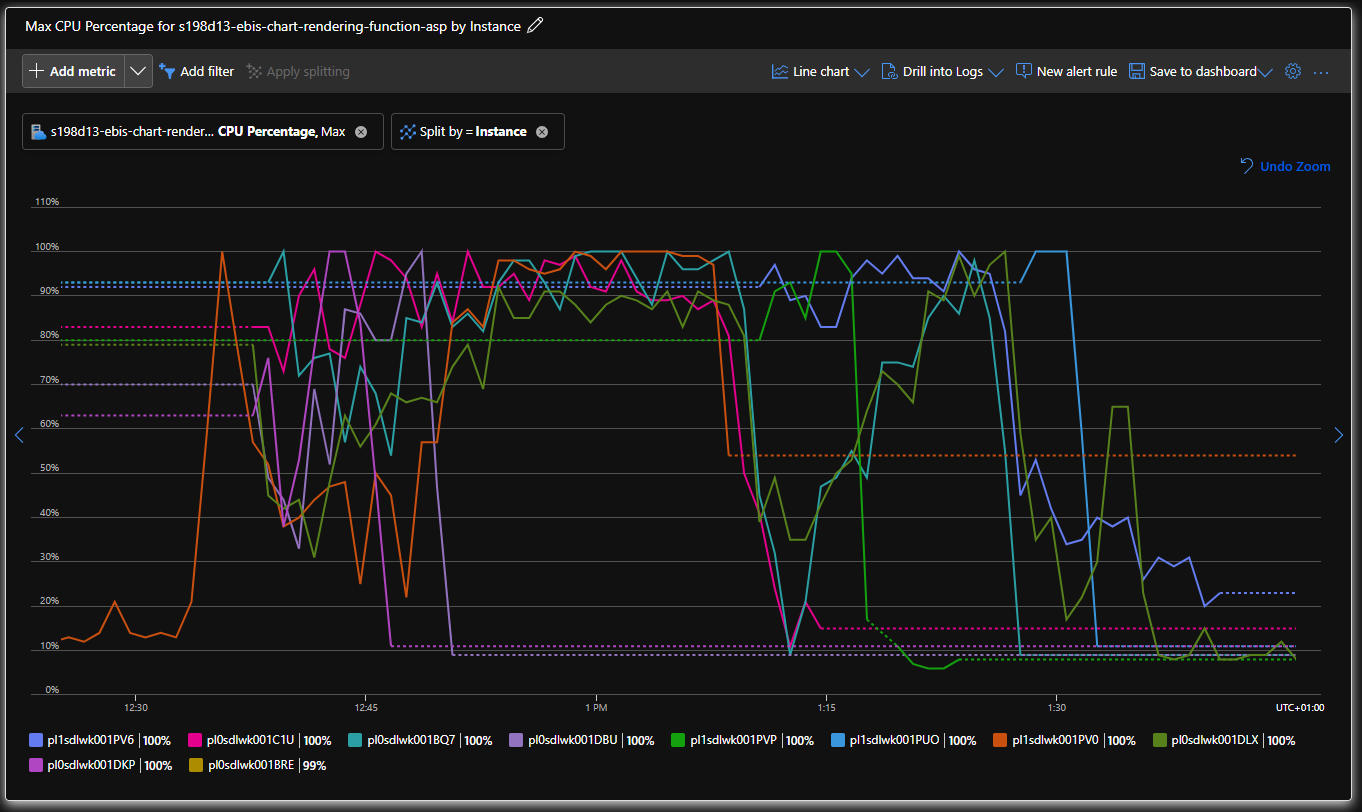 Max CPU Percentage for s198d13-ebis-chart-rendering-function-asp by Instance
Add metric Add filter Apply splitting Line chart Drill into Logs New alert rule Save to dashboard ...
s198d13-ebis-chart-render... CPU Percentage, Max Split by = Instance
Undo Zoom
110%
100%
90%
80%
70%
60%
50%
40%
30%
20%
10%
0%
12:30 12:45 1 PM 1:15 1:30 UTC+01:00
pl1sdlwk001PV6 | 100% pl0sdlwk001C1U | 100% pl0sdlwk001BQ7 | 100% pl0sdlwk001DBU | 100% pl1sdlwk001PVP | 100% pl1sdlwk001PUO | 100% pl1sdlwk001PV0 | 100% pl0sdlwk001DLX | 100%
pl0sdlwk001DKP | 100% pl0sdlwk001BRE | 99%